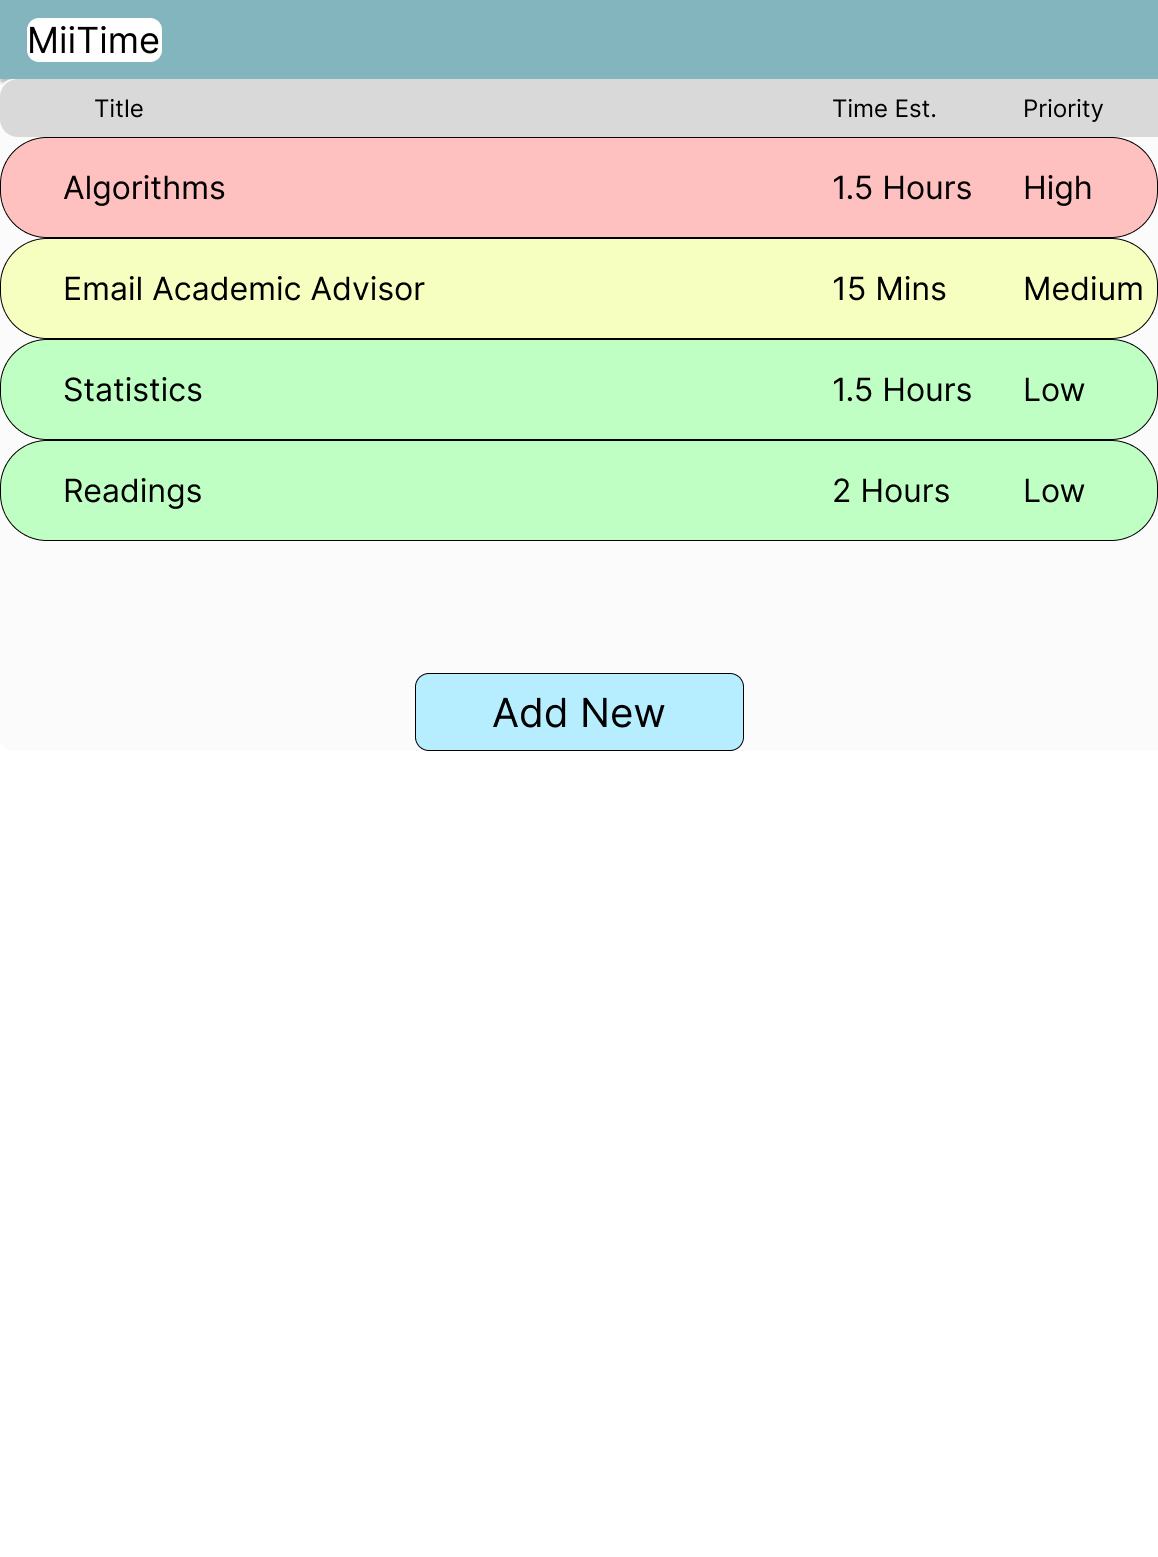 MiiTime
Title Time Est. Priority
Algorithms 1.5 Hours High
Email Academic Advisor 15 Mins Medium
Statistics 1.5 Hours Low
Readings 2 Hours Low
Add New